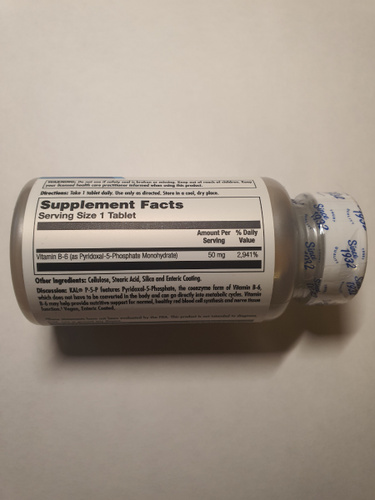 WARNING: Do not use if safety seal is broken or missing. Keep out of reach of children. Keep
your licensed health care practitioner informed when using this product.
Directions: Take 1 tablet daily. Use only as directed. Store in a cool, dry place.
Supplement Facts
Serving Size 1 Tablet
Amount Per Serving % Daily Value
Vitamin B-6 (as Pyridoxal-5-Phosphate Monohydrate) 50 mg 2,941%
Other Ingredients: Cellulose, Stearic Acid, Silica and Enteric Coating.
Discussion: KAL® P-5-P features Pyridoxal-5-Phosphate, the coenzyme form of Vitamin B-6,
which does not have to be converted in the body and can go directly into metabolic cycles. Vitamin
B-6 may help provide nutritive support for normal, healthy red blood cell synthesis and nerve tissue
function. Vegan, Enteric Coated.
Since 1932